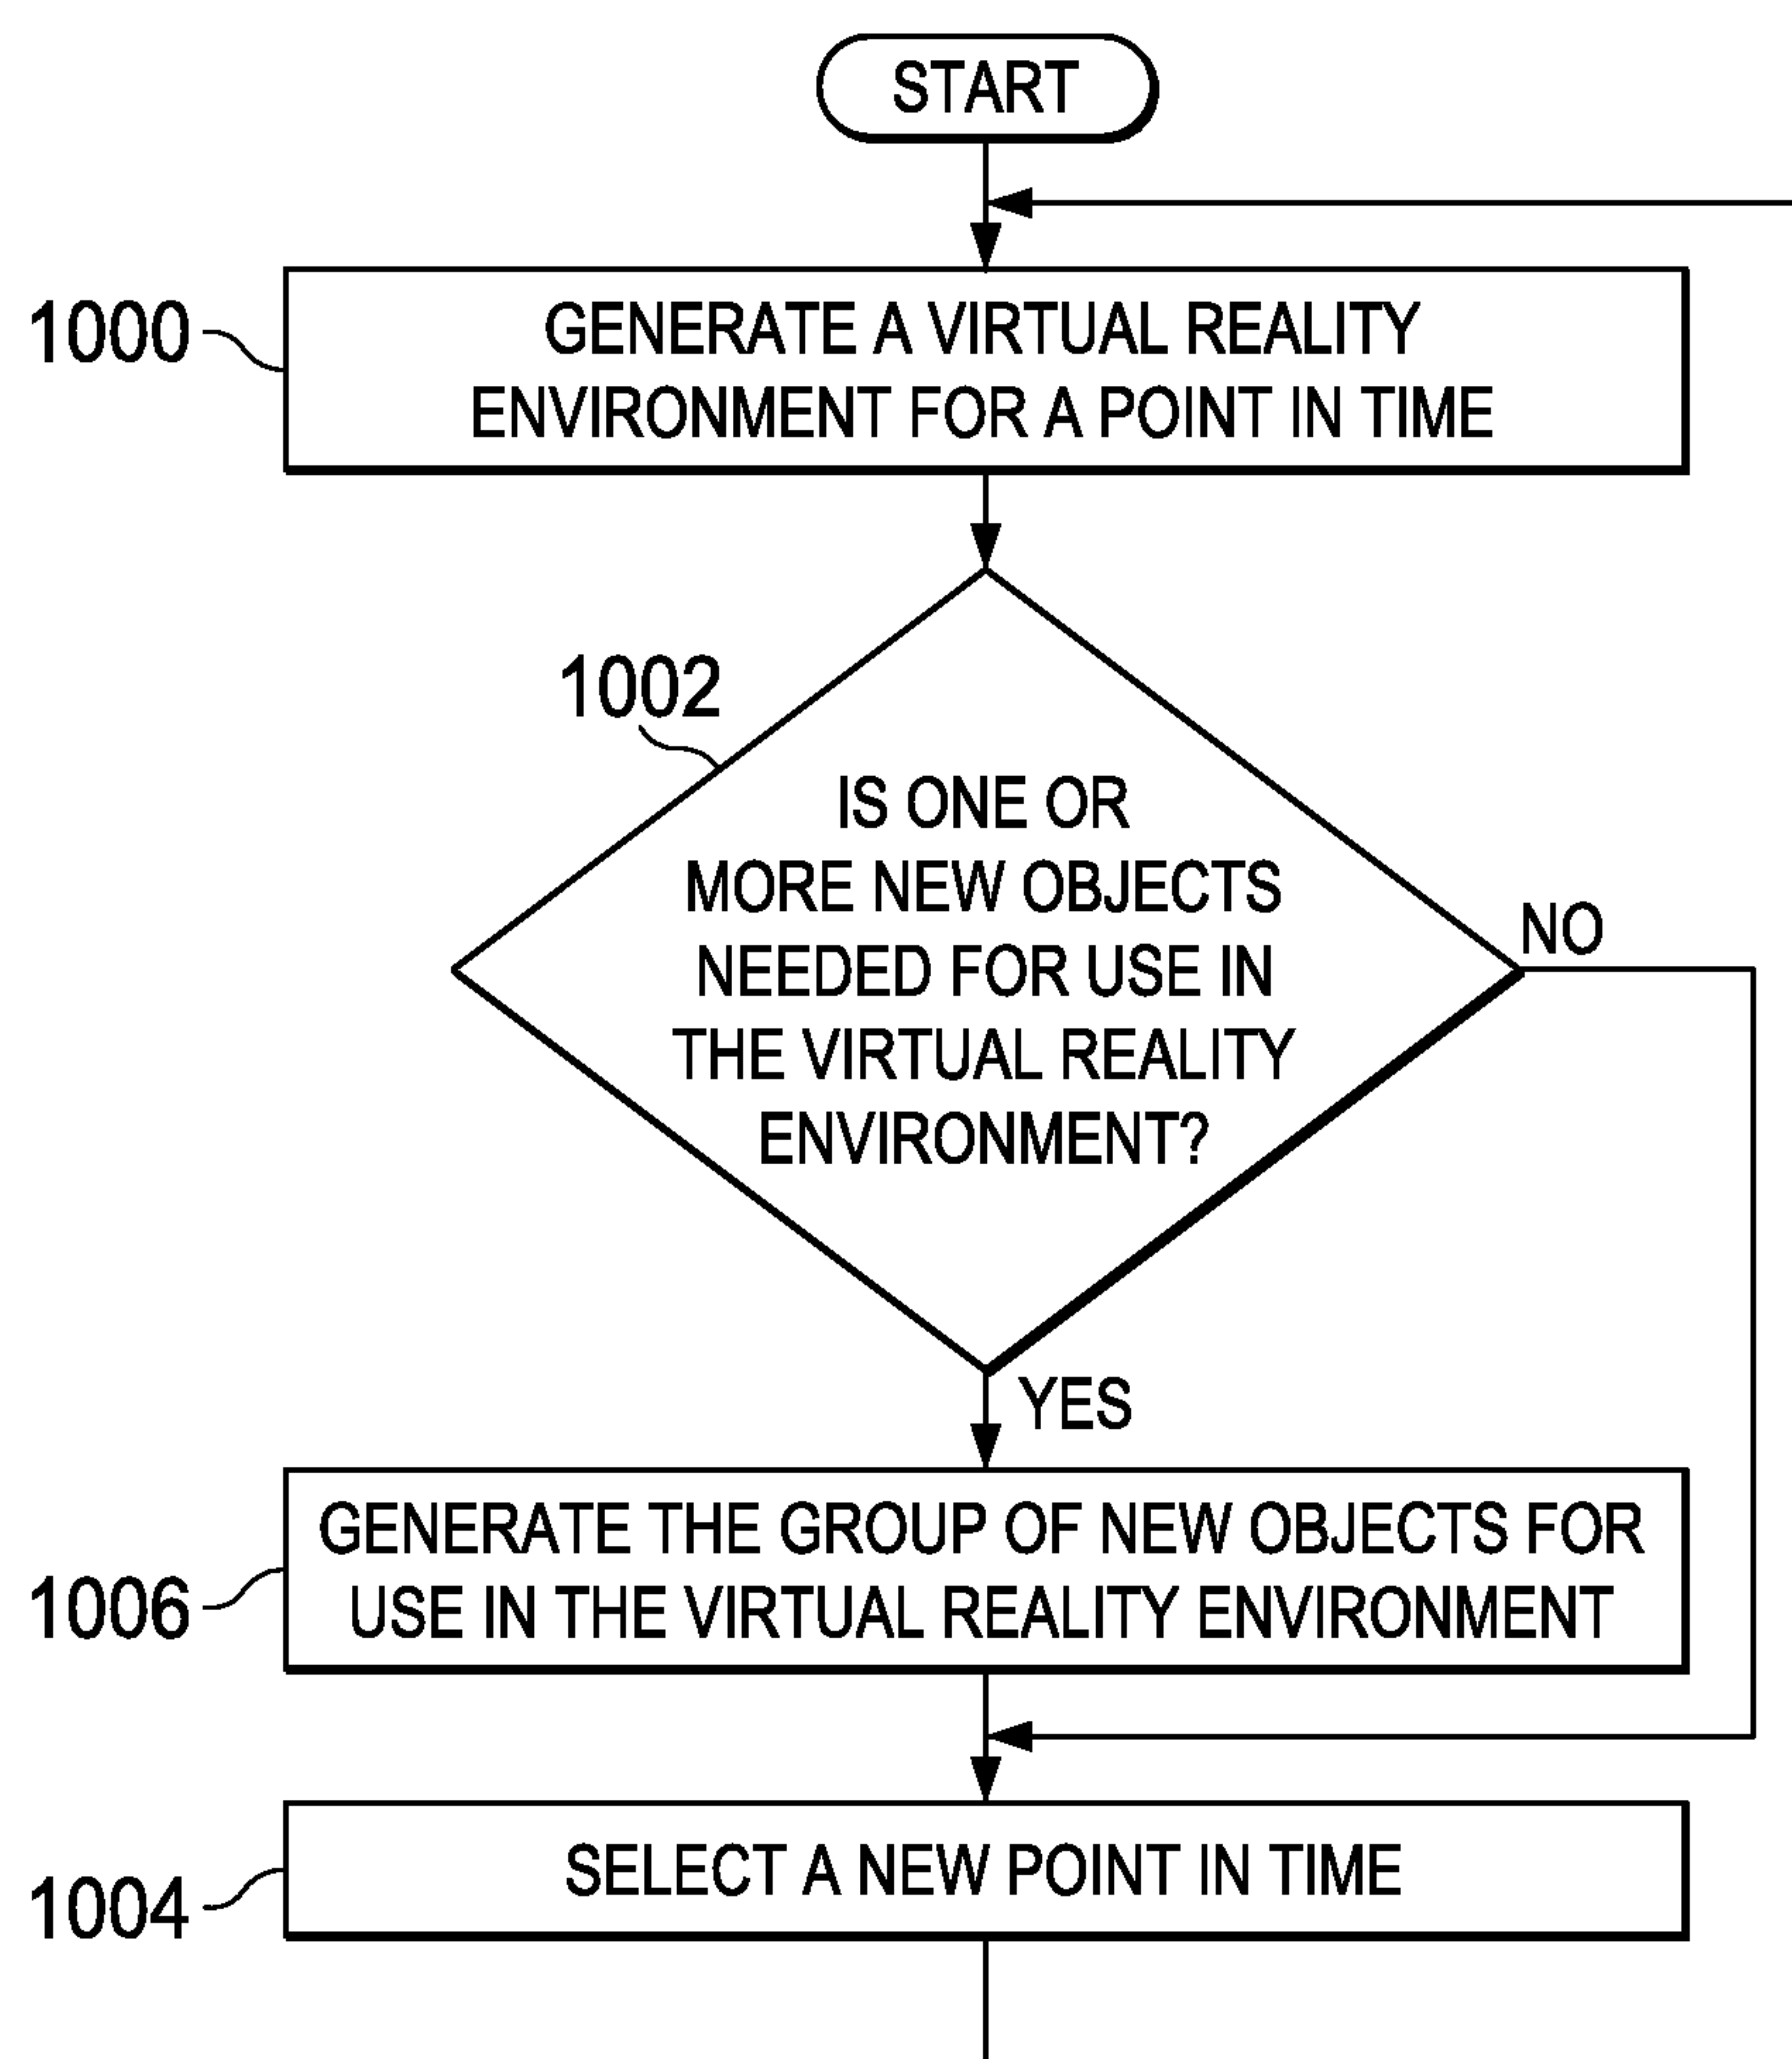 START
1000
GENERATE A VIRTUAL REALITY
ENVIRONMENT FOR A POINT IN TIME
1002
IS ONE OR
MORE NEW OBJECTS
NEEDED FOR USE IN
THE VIRTUAL REALITY
ENVIRONMENT?
NO
YES
1006
GENERATE THE GROUP OF NEW OBJECTS FOR
USE IN THE VIRTUAL REALITY ENVIRONMENT
1004
SELECT A NEW POINT IN TIME